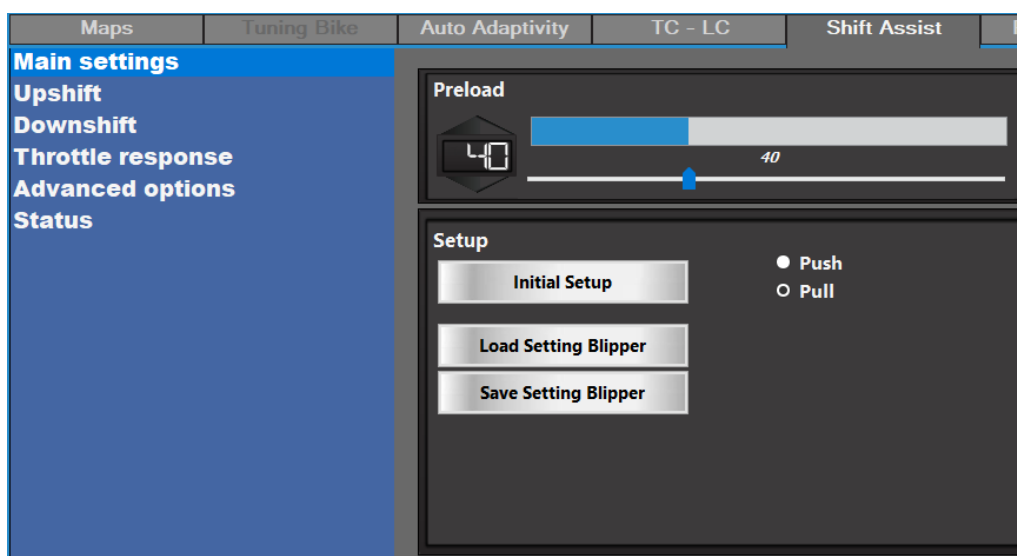 Maps Tuning Bike Auto Adaptivity TC - LC Shift Assist
Main settings
Upshift
Downshift
Throttle response
Advanced options
Status
Preload
40
40
Setup
Initial Setup
Push
Pull
Load Setting Blipper
Save Setting Blipper